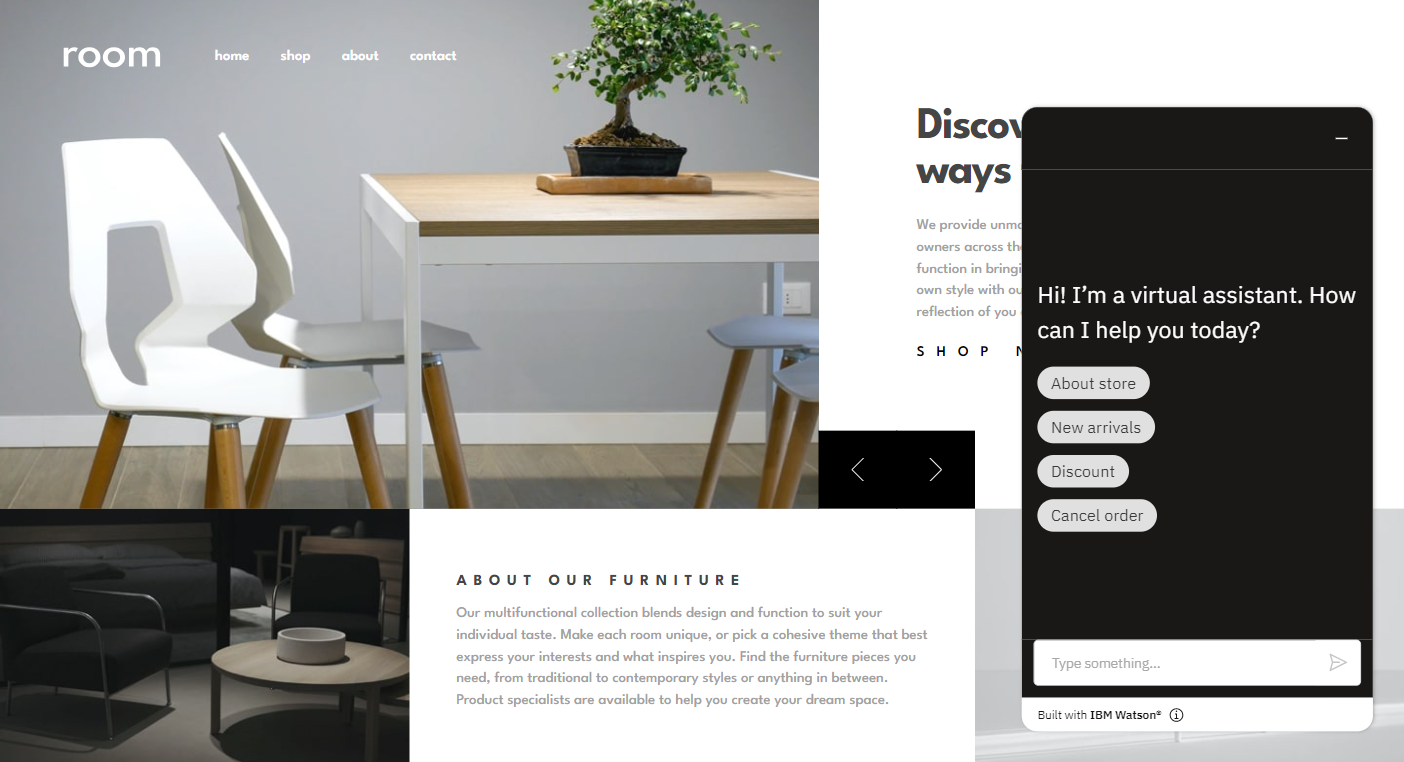 room
home shop about contact
Discov
ways
We provide unm
owners across the
function in bringi
own style with ou
reflection of you
SHOP N
ABOUT OUR FURNITURE
Our multifunctional collection blends design and function to suit your
individual taste. Make each room unique, or pick a cohesive theme that best
express your interests and what inspires you. Find the furniture pieces you
need, from traditional to contemporary styles or anything in between.
Product specialists are available to help you create your dream space.
Hi! I’m a virtual assistant. How
can I help you today?
About store
New arrivals
Discount
Cancel order
Type something...
Built with IBM Watson®